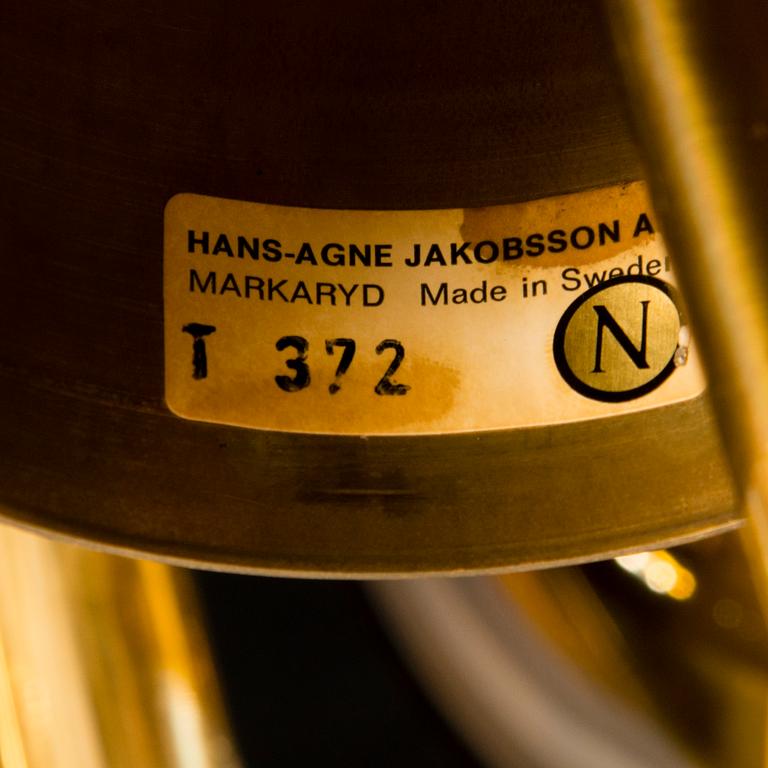 HANS-AGNE JAKOBSSON A
MARKARYD Made in Sweden
T 372
N